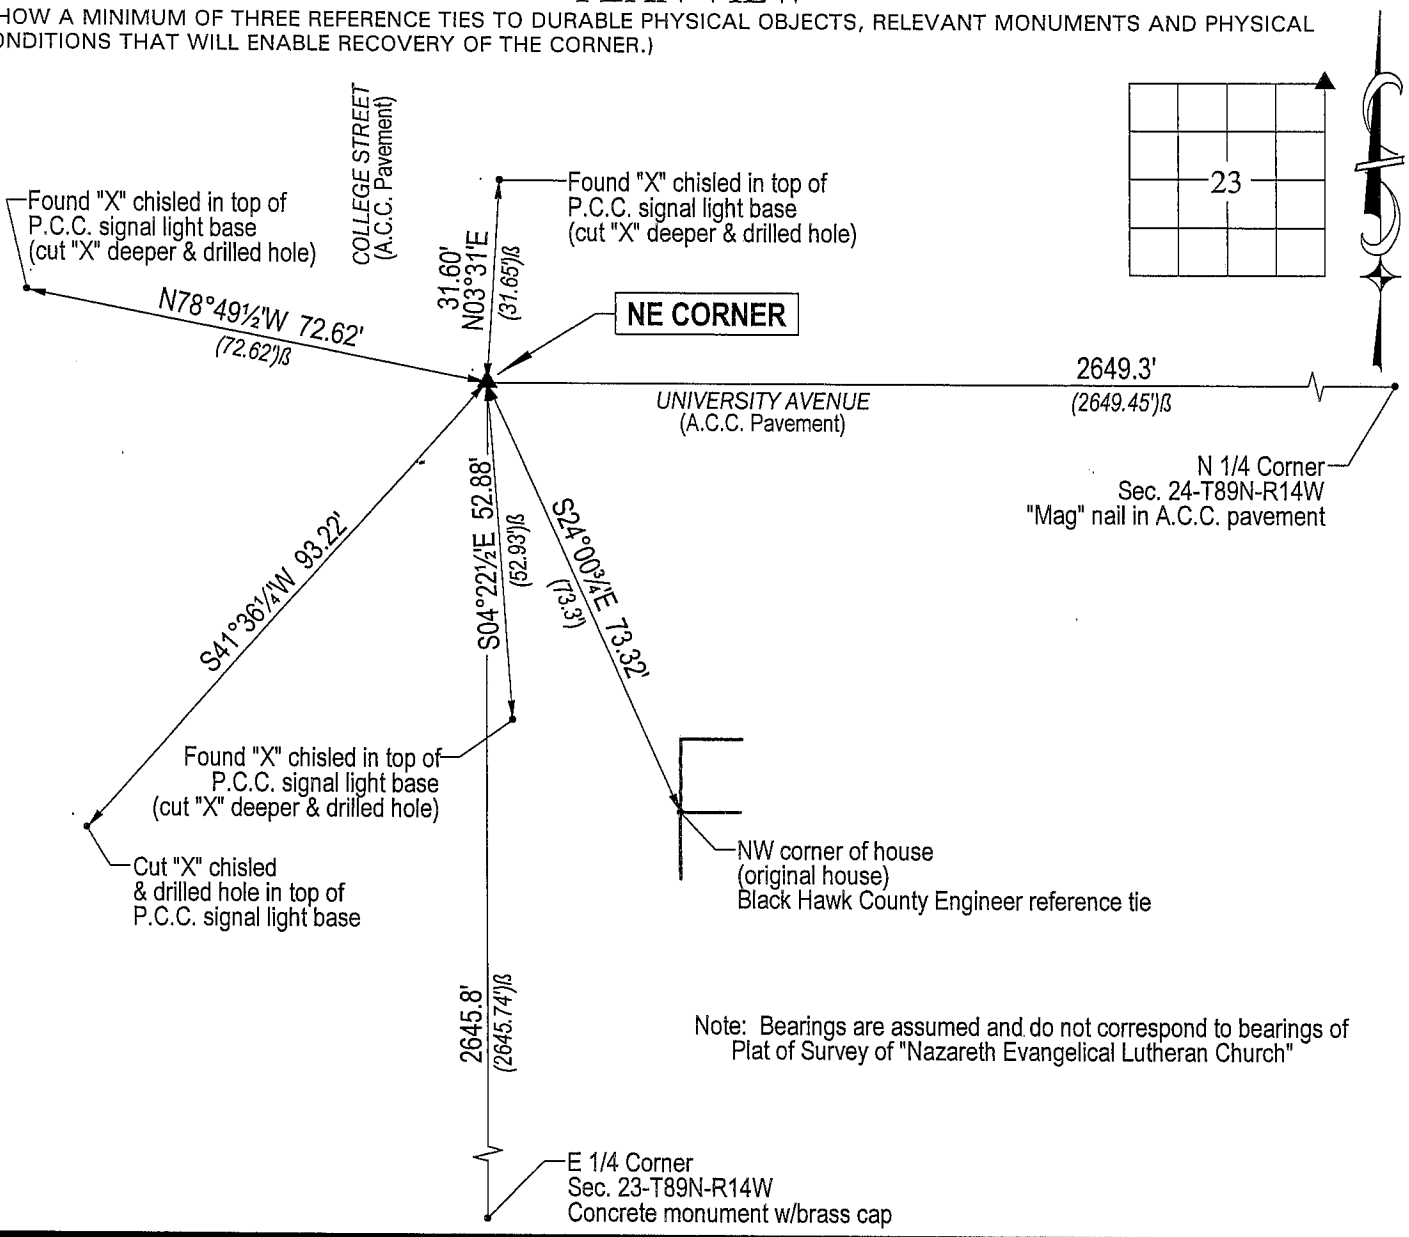 HOW A MINIMUM OF THREE REFERENCE TIES TO DURABLE PHYSICAL OBJECTS, RELEVANT MONUMENTS AND PHYSICAL
ONDITIONS THAT WILL ENABLE RECOVERY OF THE CORNER.)
COLLEGE STREET
(A.C.C. Pavement)
23
Found "X" chisled in top of
P.C.C. signal light base
(cut "X" deeper & drilled hole)
Found "X" chisled in top of
P.C.C. signal light base
(cut "X" deeper & drilled hole)
31.60'
N03°31'E
(31.65')ß
N78°49½'W 72.62'
(72.62')ß
NE CORNER
2649.3'
(2649.45')ß
UNIVERSITY AVENUE
(A.C.C. Pavement)
N 1/4 Corner
Sec. 24-T89N-R14W
"Mag" nail in A.C.C. pavement
S41°36¼'W 93.22'
S04°22½'E 52.88'
(52.93')ß
S24°00¾'E 73.32'
(73.3')
Found "X" chisled in top of
P.C.C. signal light base
(cut "X" deeper & drilled hole)
Cut "X" chisled
& drilled hole in top of
P.C.C. signal light base
NW corner of house
(original house)
Black Hawk County Engineer reference tie
2645.8'
(2645.74')ß
Note: Bearings are assumed and do not correspond to bearings of
Plat of Survey of "Nazareth Evangelical Lutheran Church"
E 1/4 Corner
Sec. 23-T89N-R14W
Concrete monument w/brass cap